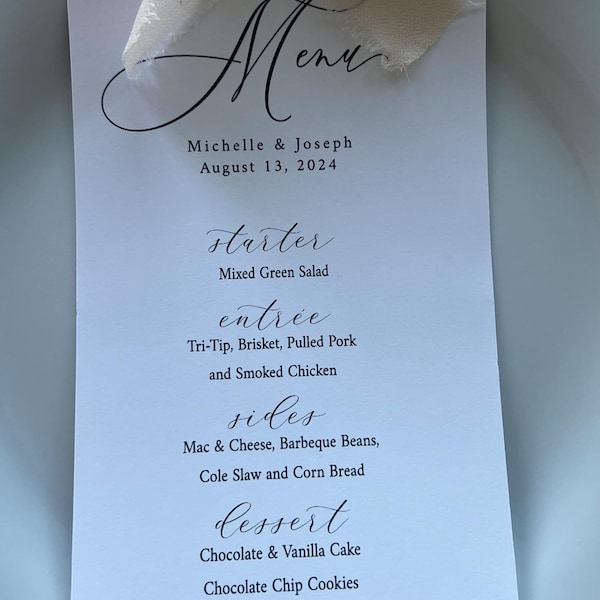 Menu
Michelle & Joseph
August 13, 2024
starter
Mixed Green Salad
entrée
Tri-Tip, Brisket, Pulled Pork
and Smoked Chicken
sides
Mac & Cheese, Barbeque Beans,
Cole Slaw and Corn Bread
dessert
Chocolate & Vanilla Cake
Chocolate Chip Cookies